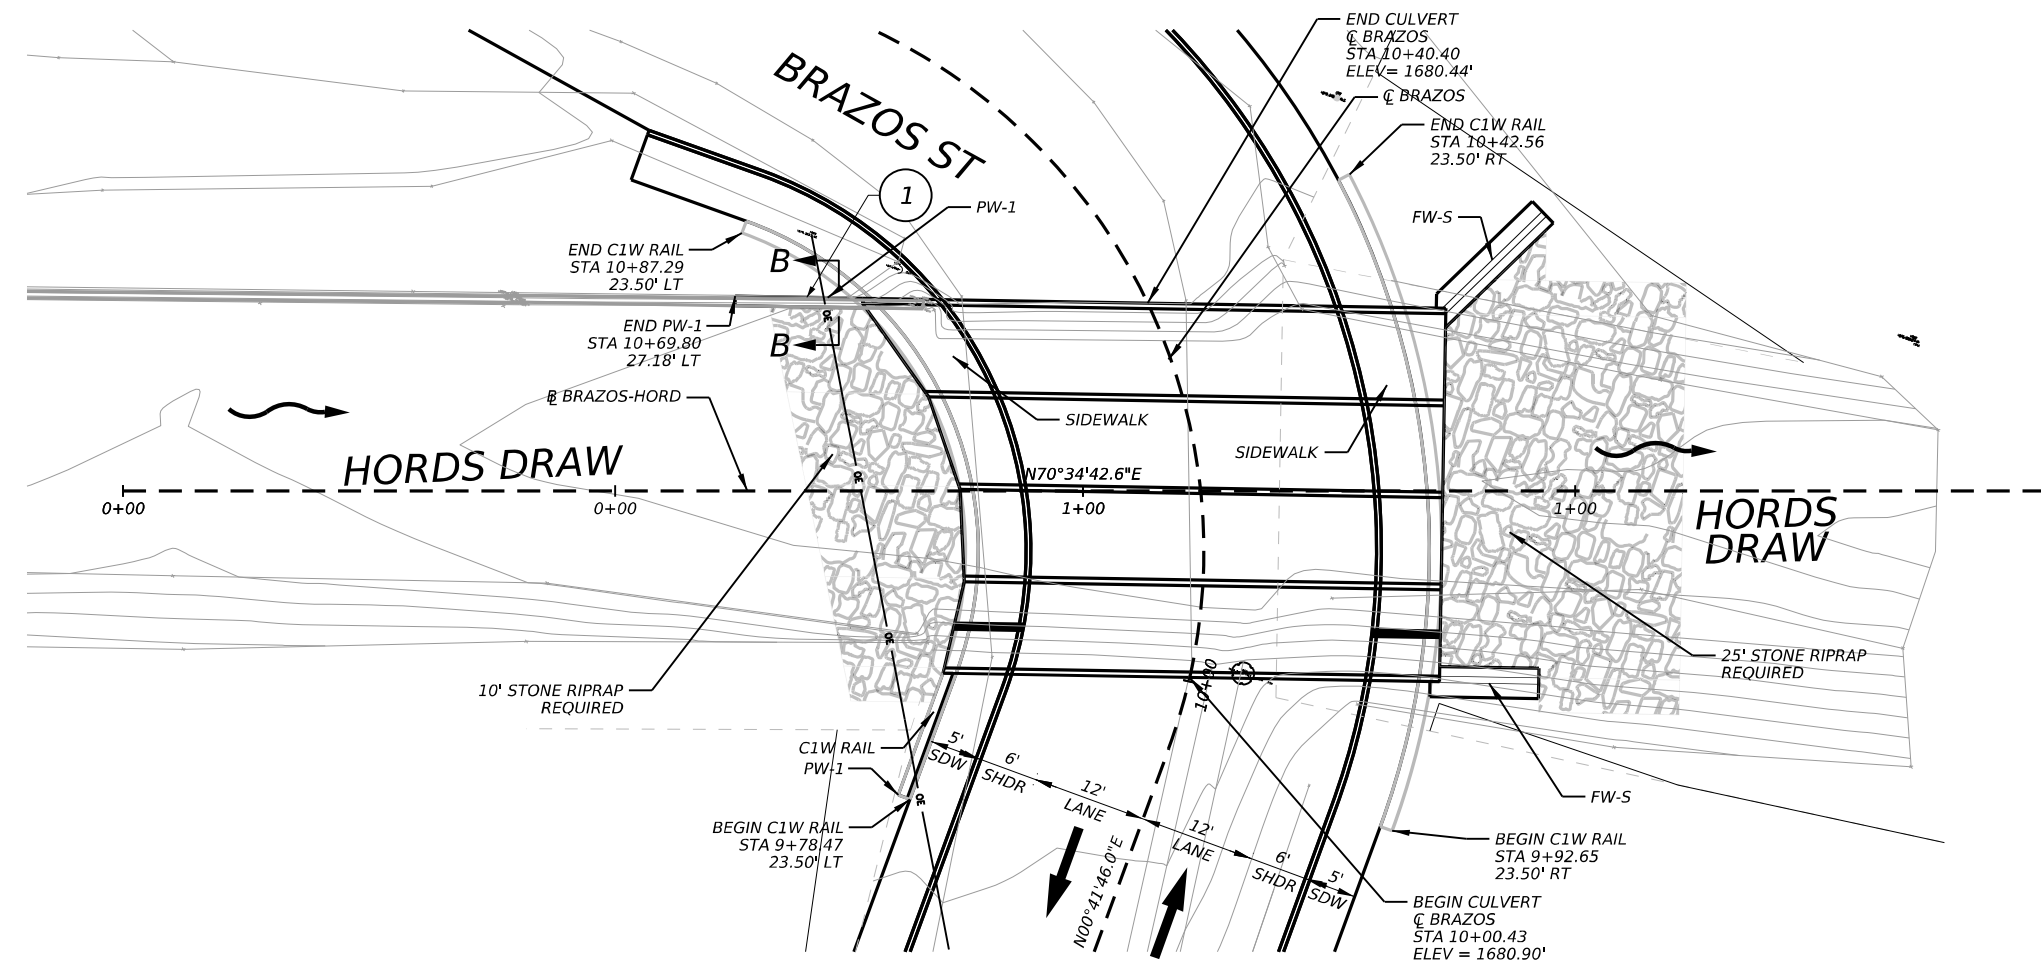 END CULVERT
℄ BRAZOS
STA 10+40.40
ELEV= 1680.44'
℄ BRAZOS
END C1W RAIL
STA 10+42.56
23.50' RT
BRAZOS ST
1
PW-1
FW-S
END C1W RAIL
STA 10+87.29
23.50' LT
B
END PW-1
STA 10+69.80
27.18' LT
B
OE
BRAZOS-HORD
SIDEWALK
SIDEWALK
HORDS DRAW
OE
N70°34'42.6"E
0+00
0+00
1+00
1+00
HORDS
DRAW
OE
25' STONE RIPRAP
REQUIRED
10' STONE RIPRAP
REQUIRED
10+00
C1W RAIL
PW-1
5'
SDW
6'
SHDR
12'
LANE
12'
LANE
6'
SHDR
5'
SDW
OE
FW-S
BEGIN C1W RAIL
STA 9+78.47
23.50' LT
BEGIN C1W RAIL
STA 9+92.65
23.50' RT
N00°41'46.0"E
BEGIN CULVERT
℄ BRAZOS
STA 10+00.43
ELEV = 1680.90'